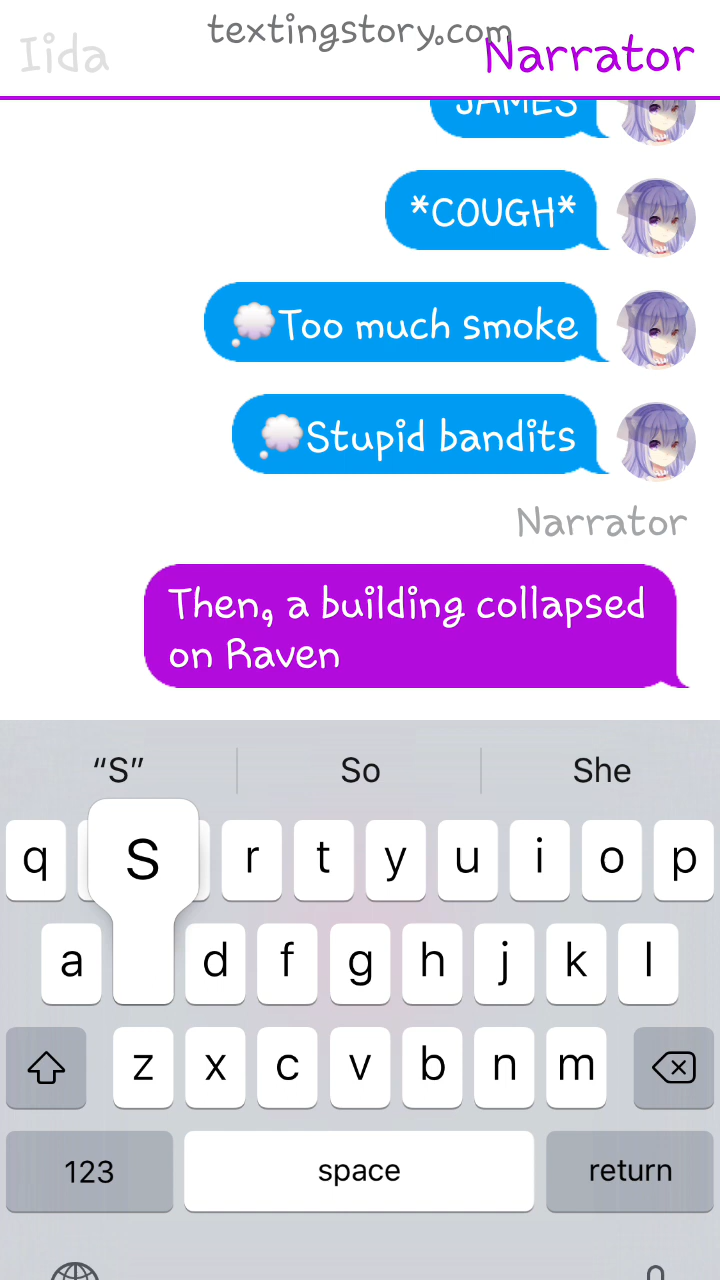 textingstory.com
Iida
Narrator
JAMES
*COUGH*
💭Too much smoke
💭Stupid bandits
Narrator
Then, a building collapsed
on Raven
“S” So She
q S r t y u i o p
a d f g h j k l
z x c v b n m
123 space return